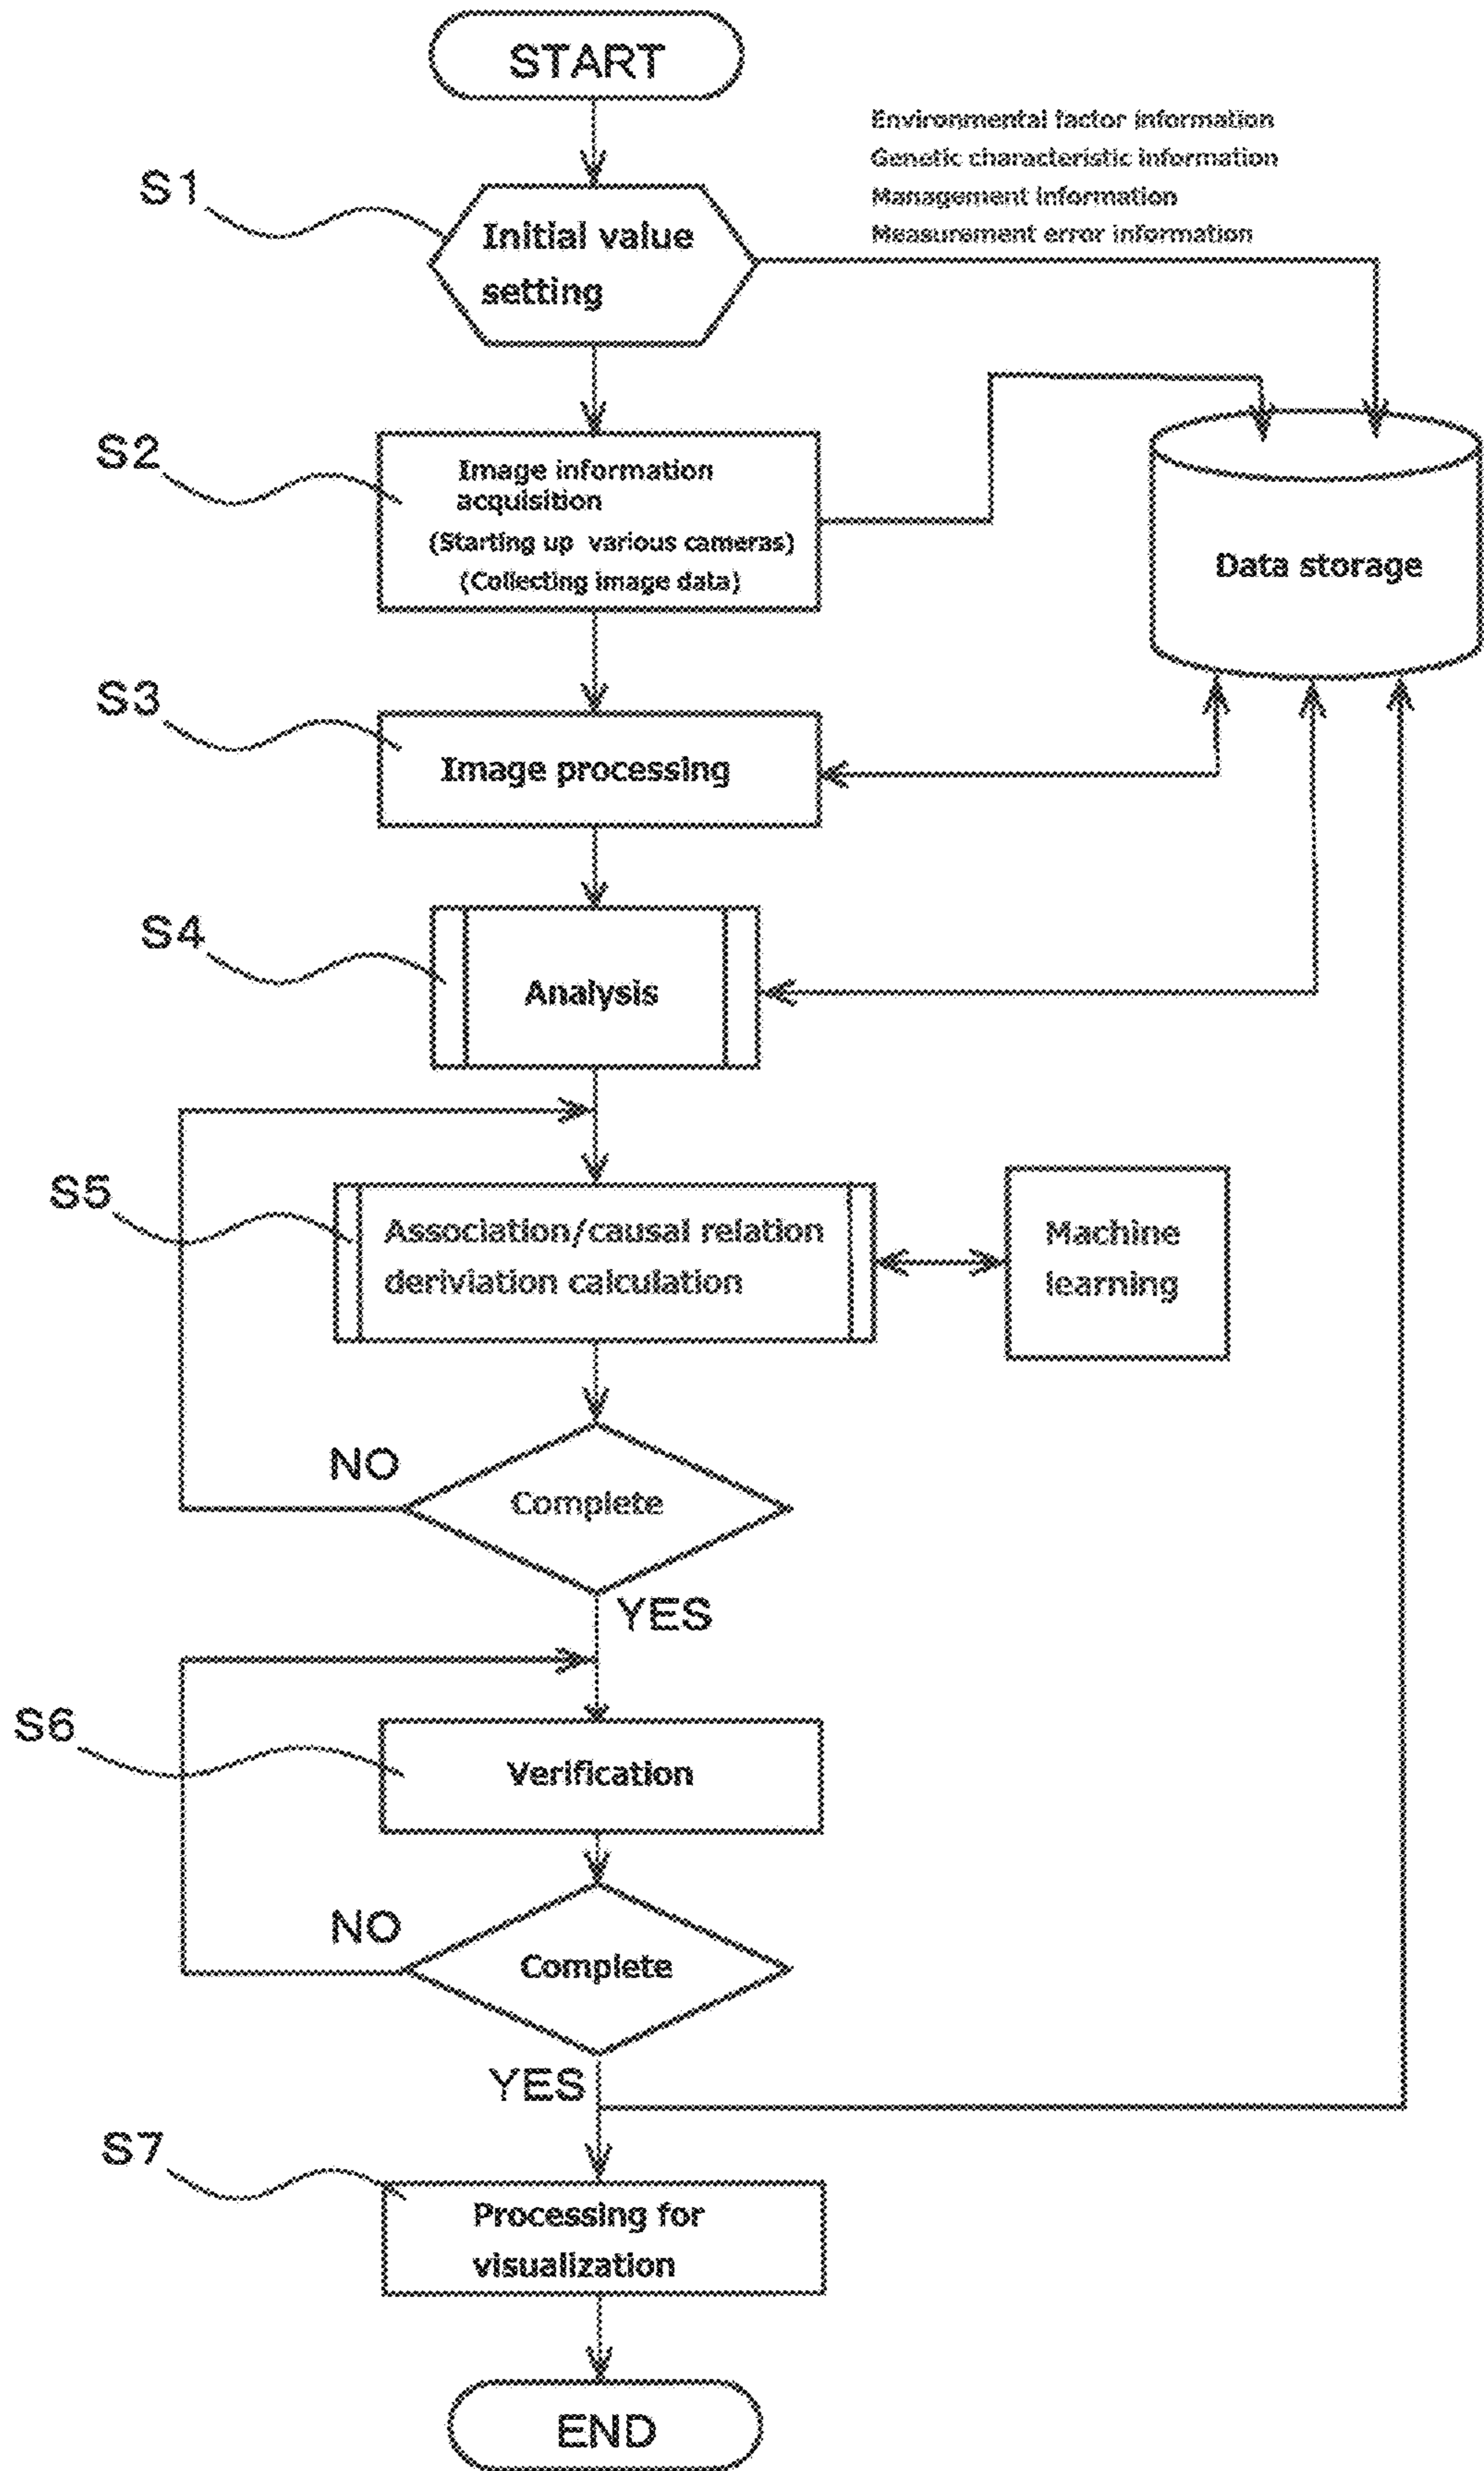 START
Environmental factor information
Genetic characteristic information
Management information
Measurement error information
S1
Initial value
setting
S2
Image information
acquisition
(Starting up various cameras)
(Collecting image data)
Data storage
S3
Image processing
S4
Analysis
S5
Association/causal relation
deriviation calculation
Machine
learning
NO
Complete
YES
S6
Verification
NO
Complete
YES
S7
Processing for
visualization
END